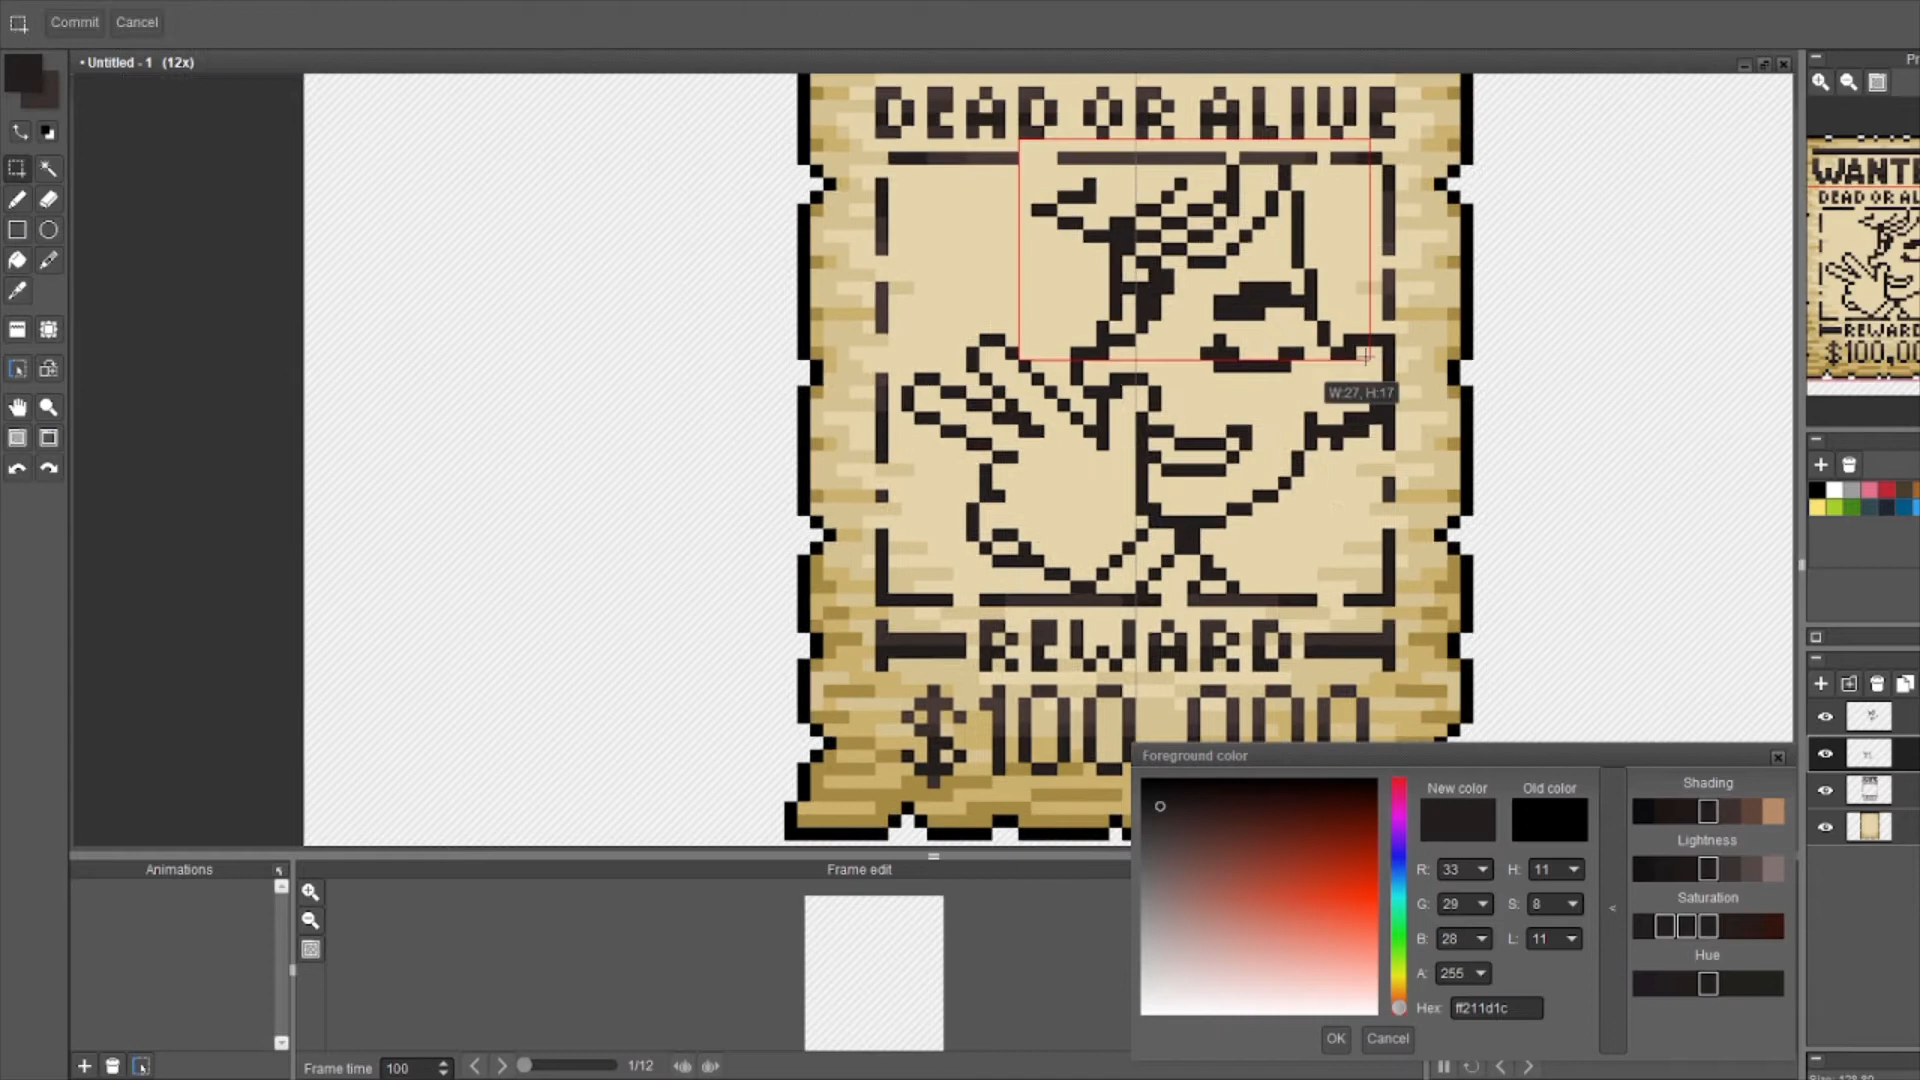 Commit Cancel
• Untitled - 1 (12x)
DEAD OR ALIVE
WANTE
DEAD OR AL
W:27, H:17
REWARD
$100,00
REWARD
$100 000
Foreground color
New color Old color
R: 33 H: 11
G: 29 S: 8
B: 28 L: 11
A: 255
Hex: ff211d1c
OK Cancel
Shading
Lightness
Saturation
Hue
<
Animations
Frame edit
Frame time 100
1/12